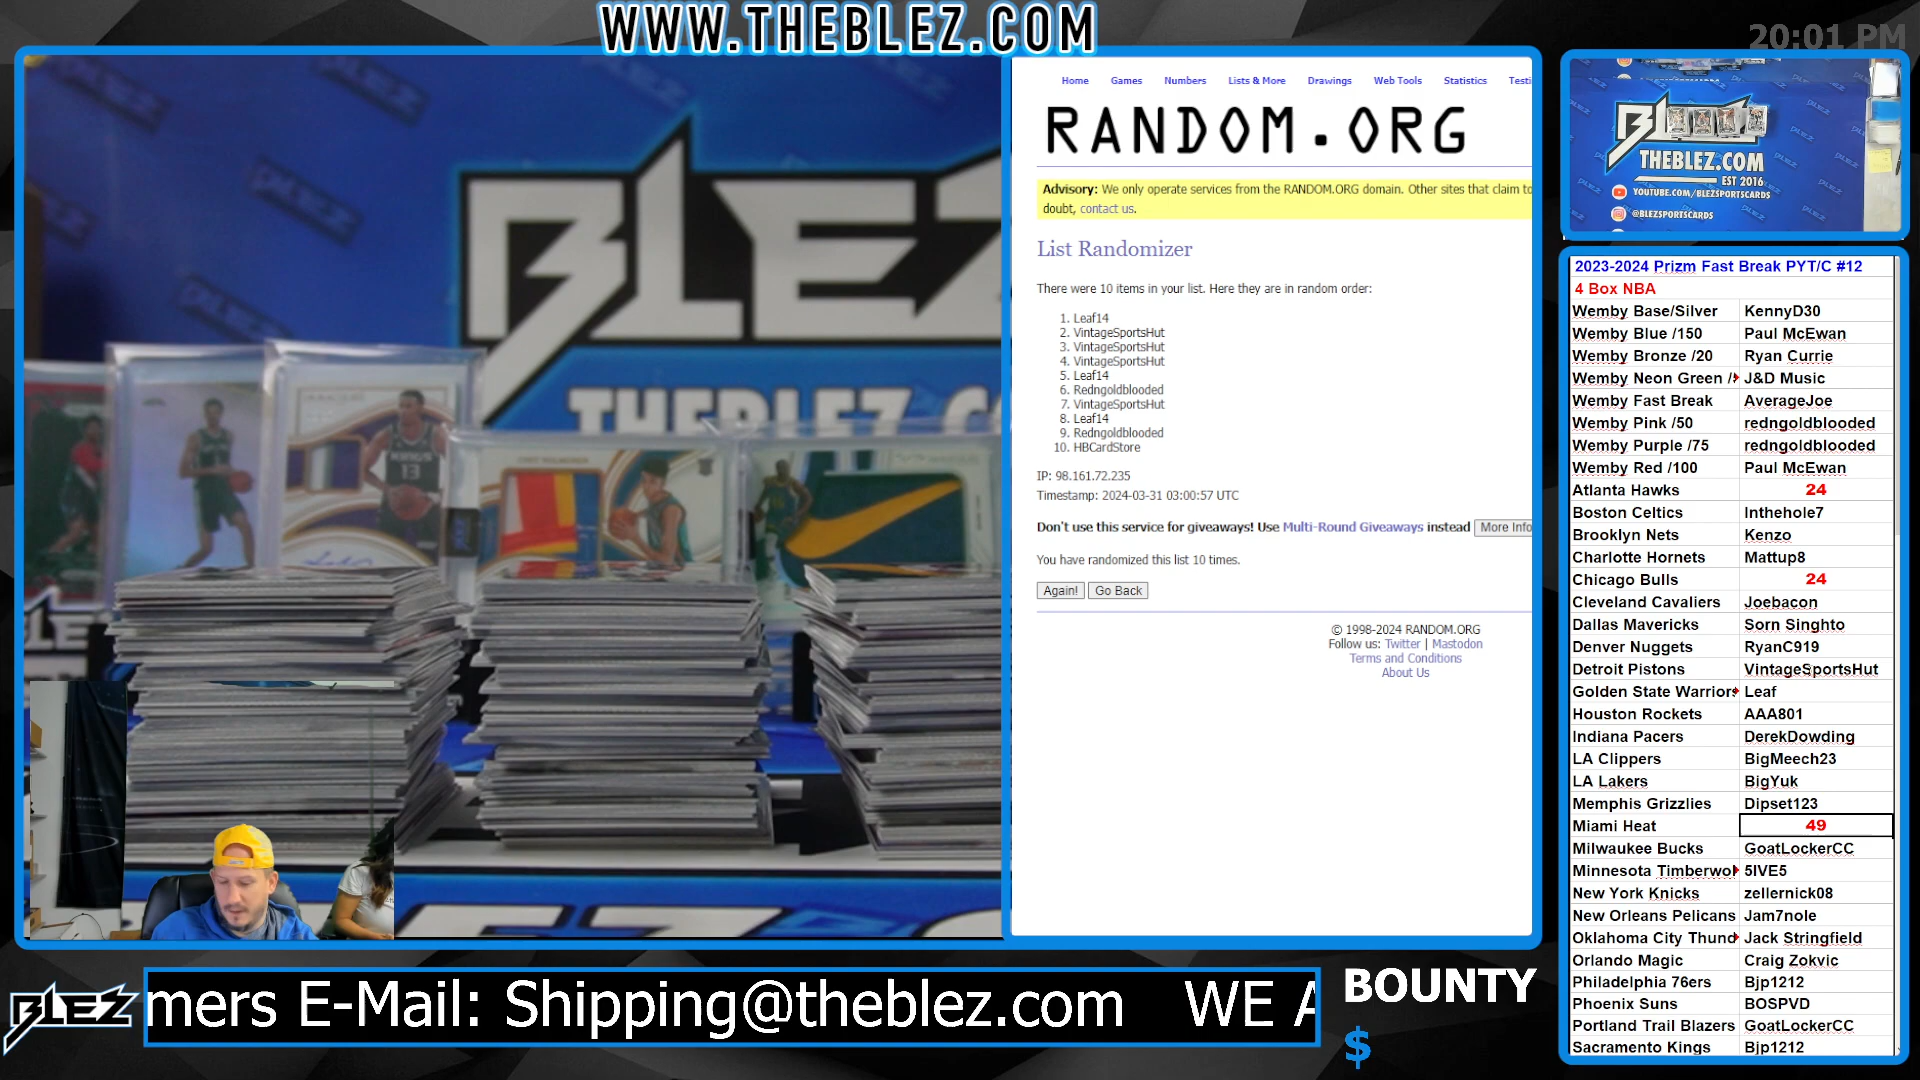 WWW.THEBLEZ.COM
20:01 PM
Home Games Numbers Lists & More Drawings Web Tools Statistics Testi
RANDOM.ORG
Advisory: We only operate services from the RANDOM.ORG domain. Other sites that claim to
doubt, contact us.
List Randomizer
There were 10 items in your list. Here they are in random order:
1. Leaf14
2. VintageSportsHut
3. VintageSportsHut
4. VintageSportsHut
5. Leaf14
6. Redngoldblooded
7. VintageSportsHut
8. Leaf14
9. Redngoldblooded
10. HBCardStore
IP: 98.161.72.235
Timestamp: 2024-03-31 03:00:57 UTC
Don't use this service for giveaways! Use Multi-Round Giveaways instead More Info
You have randomized this list 10 times.
Again! Go Back
© 1998-2024 RANDOM.ORG
Follow us: Twitter | Mastodon
Terms and Conditions
About Us
BLEZ
THEBLEZ.C
KINGS
13
BLEZ
THEBLEZ.COM
EST 2016
YOUTUBE.COM/BLEZSPORTSCARDS
@BLEZSPORTSCARDS
2023-2024 Prizm Fast Break PYT/C #12
4 Box NBA
Wemby Base/Silver KennyD30
Wemby Blue /150 Paul McEwan
Wemby Bronze /20 Ryan Currie
Wemby Neon Green / J&D Music
Wemby Fast Break AverageJoe
Wemby Pink /50 redngoldblooded
Wemby Purple /75 redngoldblooded
Wemby Red /100 Paul McEwan
Atlanta Hawks 24
Boston Celtics Inthehole7
Brooklyn Nets Kenzo
Charlotte Hornets Mattup8
Chicago Bulls 24
Cleveland Cavaliers Joebacon
Dallas Mavericks Sorn Singhto
Denver Nuggets RyanC919
Detroit Pistons VintageSportsHut
Golden State Warriors Leaf
Houston Rockets AAA801
Indiana Pacers DerekDowding
LA Clippers BigMeech23
LA Lakers BigYuk
Memphis Grizzlies Dipset123
Miami Heat 49
Milwaukee Bucks GoatLockerCC
Minnesota Timberwol 5IVE5
New York Knicks zellernick08
New Orleans Pelicans Jam7nole
Oklahoma City Thund Jack Stringfield
Orlando Magic Craig Zokvic
Philadelphia 76ers Bjp1212
Phoenix Suns BOSPVD
Portland Trail Blazers GoatLockerCC
Sacramento Kings Bjp1212
BLEZ
mers E-Mail: Shipping@theblez.com WE A
BOUNTY
$